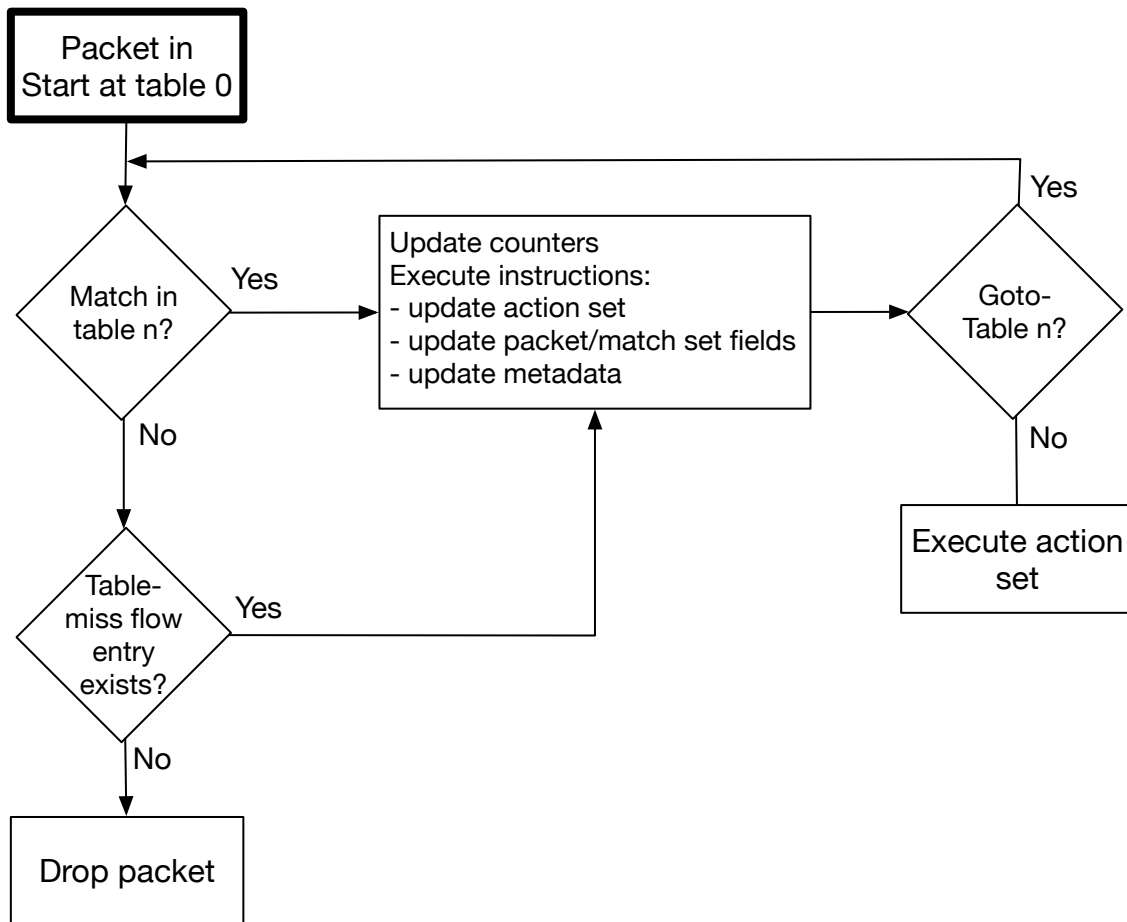 Packet in
Start at table 0
Yes
Match in
table n?
Yes
Update counters
Execute instructions:
- update action set
- update packet/match set fields
- update metadata
Goto-
Table n?
No
No
Execute action
set
Table-
miss flow
entry
exists?
Yes
No
Drop packet